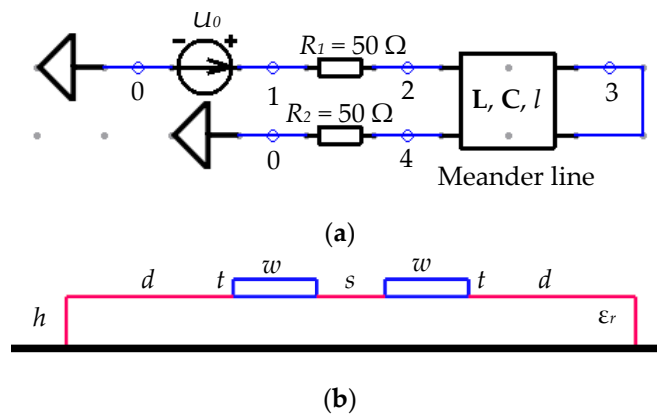 u₀
- +
R₁ = 50 Ω
0 1 2 L, C, l 3
R₂ = 50 Ω
0 4
Meander line
(a)
d t w s w t d
h εᵣ
(b)